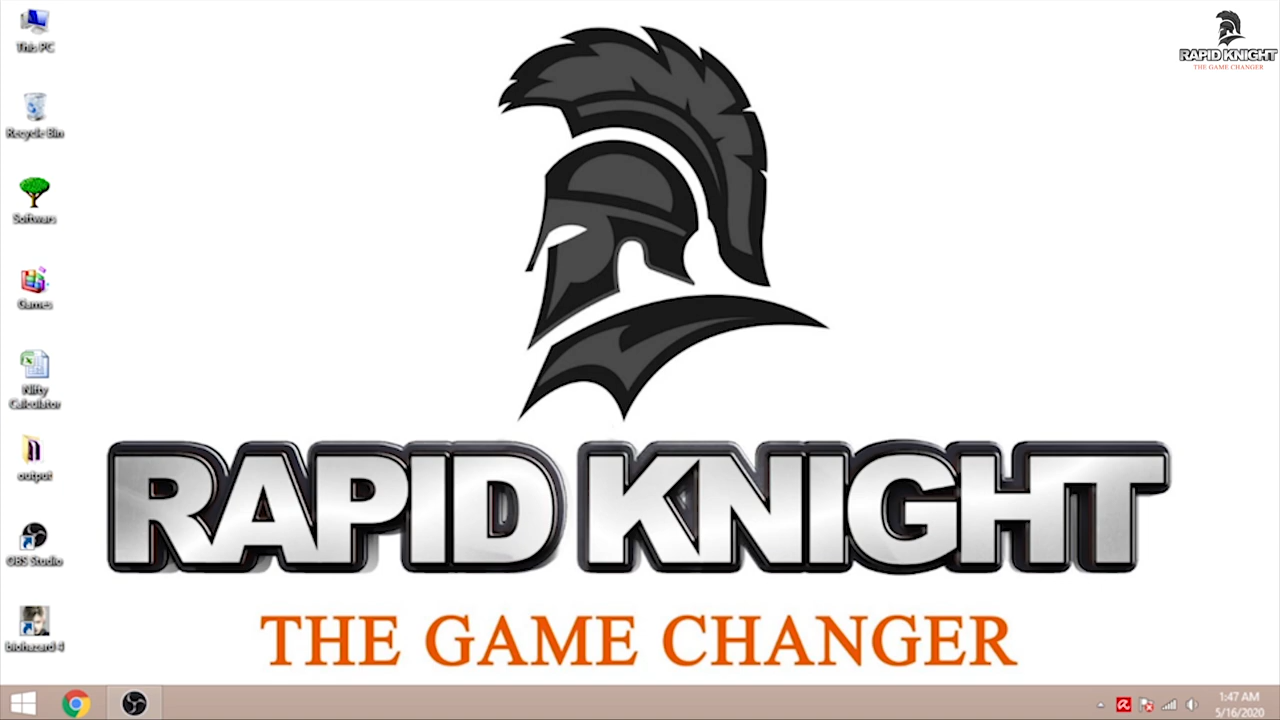 This PC
Recycle Bin
Softwars
Games
Nifty
Calculator
output
OBS Studio
biohazard 4
RAPID KNIGHT
THE GAME CHANGER
RAPID KNIGHT
THE GAME CHANGER
1:47 AM
5/16/2020